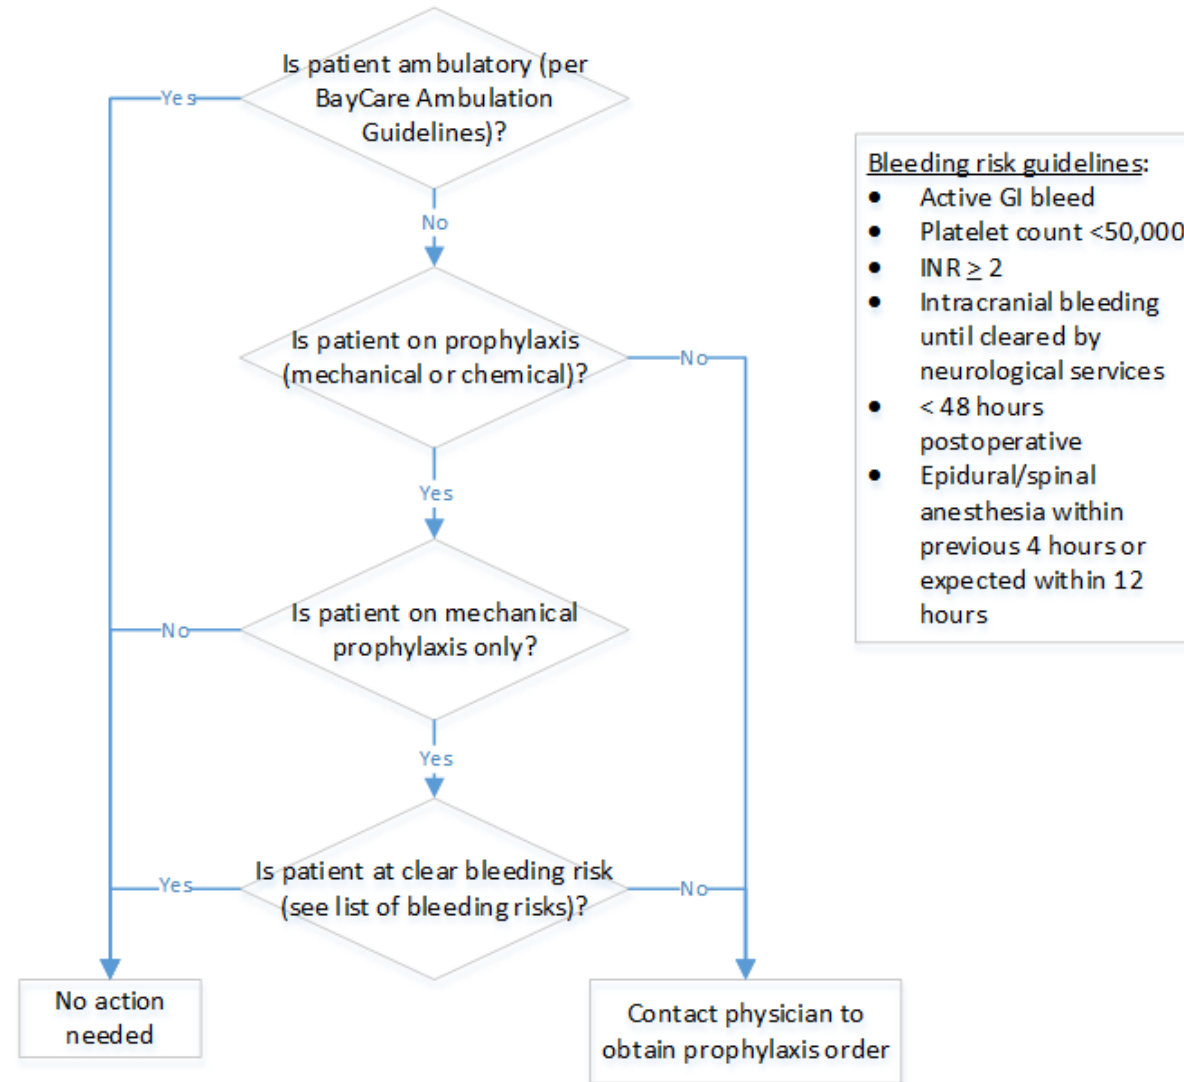 Is patient ambulatory (per
BayCare Ambulation
Guidelines)?
Yes
No
Bleeding risk guidelines:
• Active GI bleed
• Platelet count <50,000
• INR ≥ 2
• Intracranial bleeding
until cleared by
neurological services
• < 48 hours
postoperative
• Epidural/spinal
anesthesia within
previous 4 hours or
expected within 12
hours
Is patient on prophylaxis
(mechanical or chemical)?
No
Yes
Is patient on mechanical
prophylaxis only?
No
Yes
Is patient at clear bleeding risk
(see list of bleeding risks)?
Yes
No
No action
needed
Contact physician to
obtain prophylaxis order